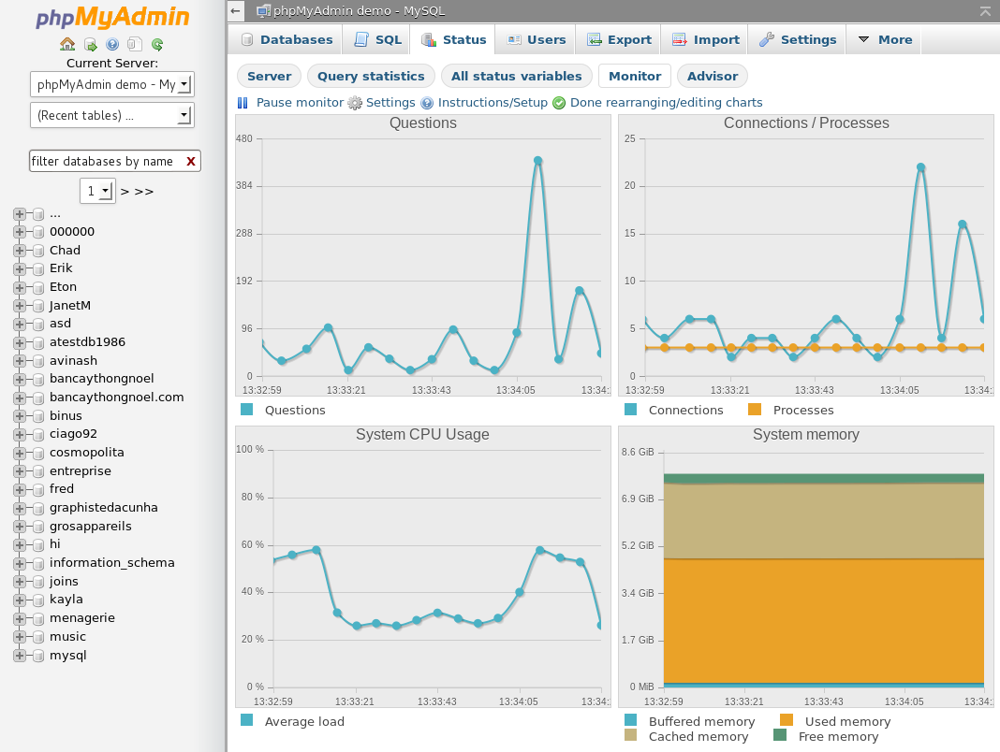 phpMyAdmin
Current Server:
phpMyAdmin demo - My
(Recent tables) ...
filter databases by name X
1 > >>
...
000000
Chad
Erik
Eton
JanetM
asd
atestdb1986
avinash
bancaythongnoel
bancaythongnoel.com
binus
ciago92
cosmopolita
entreprise
fred
graphistedacunha
grosappareils
hi
information_schema
joins
kayla
menagerie
music
mysql
phpMyAdmin demo - MySQL
Databases SQL Status Users Export Import Settings More
Server Query statistics All status variables Monitor Advisor
Pause monitor Settings Instructions/Setup Done rearranging/editing charts
Questions
480
384
288
192
96
0
13:32:59 13:33:21 13:33:43 13:34:05 13:34:
Questions
Connections / Processes
25
20
15
10
5
0
13:32:59 13:33:21 13:33:43 13:34:05 13:34:
Connections Processes
System CPU Usage
100 %
80 %
60 %
40 %
20 %
0 %
13:32:59 13:33:21 13:33:43 13:34:05 13:34:
Average load
System memory
8.6 GiB
6.9 GiB
5.2 GiB
3.4 GiB
1.7 GiB
0 MiB
13:32:59 13:33:21 13:33:43 13:34:05 13:34:
Buffered memory Used memory
Cached memory Free memory